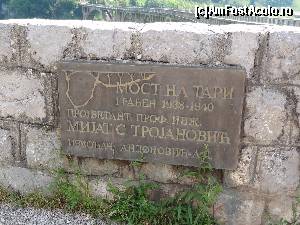 amFostAcolo.ro
МОСТ НА ТАРИ
ГРАЂЕН 1938-1940
ПРОЈЕКТАНТ ПРОФ. ИНЖ.
МИЈАТ С ТРОЈАНОВИЋ